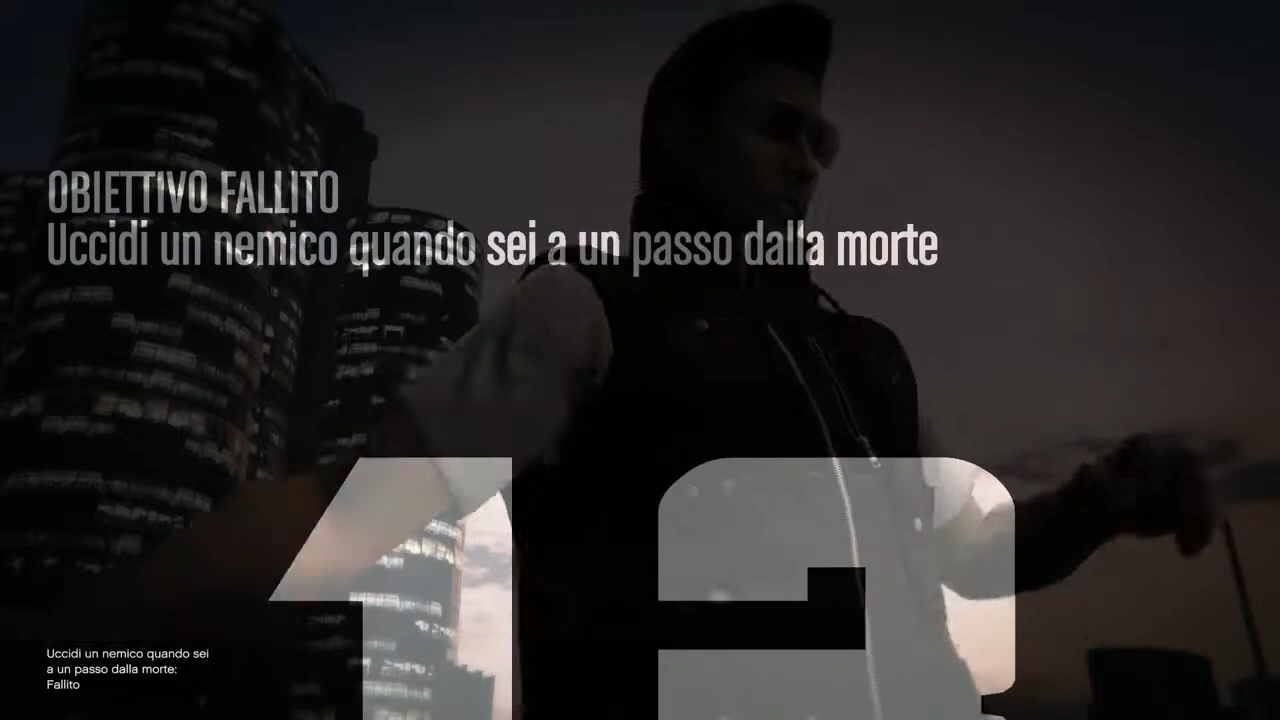 OBIETTIVO FALLITO
Uccidi un nemico quando sei a un passo dalla morte
Uccidi un nemico quando sei
a un passo dalla morte:
Fallito